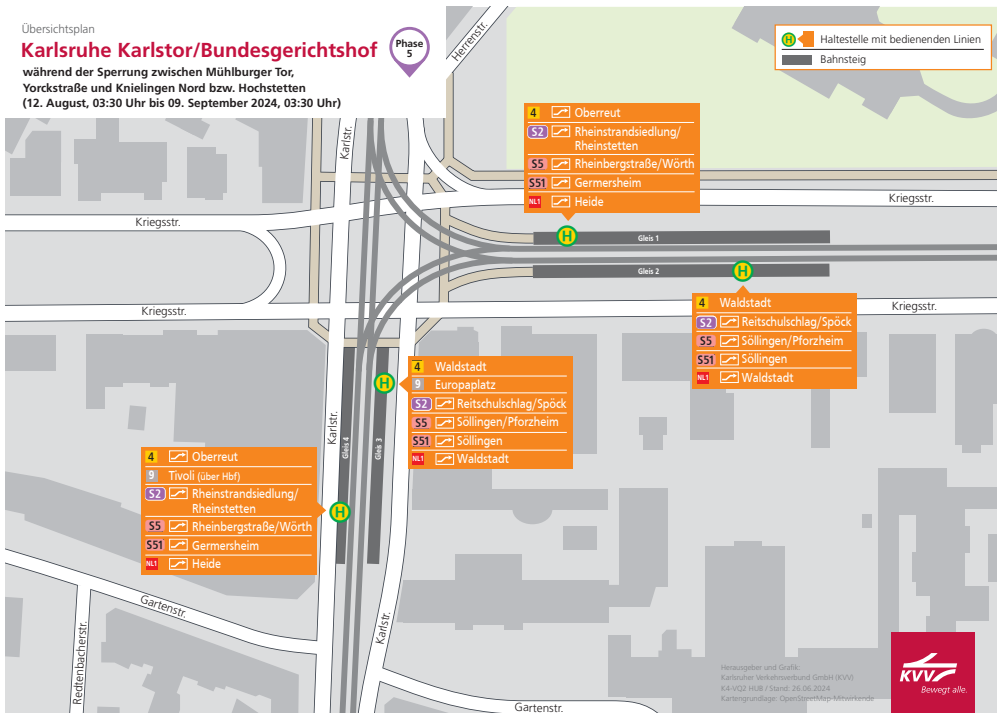 Übersichtsplan
Karlsruhe Karlstor/Bundesgerichtshof
während der Sperrung zwischen Mühlburger Tor,
Yorckstraße und Knielingen Nord bzw. Hochstetten
(12. August, 03:30 Uhr bis 09. September 2024, 03:30 Uhr)
Phase
5
Herrenstr.
H Haltestelle mit bedienenden Linien
Bahnsteig
Karlstr.
4 Oberreut
S2 Rheinstrandsiedlung/
Rheinstetten
S5 Rheinbergstraße/Wörth
S51 Germersheim
NL1 Heide
Kriegsstr.
Kriegsstr.
H
Gleis 1
Gleis 2
H
Kriegsstr.
Kriegsstr.
4 Waldstadt
S2 Reitschulschlag/Spöck
S5 Söllingen/Pforzheim
S51 Söllingen
NL1 Waldstadt
H
4 Waldstadt
9 Europaplatz
S2 Reitschulschlag/Spöck
S5 Söllingen/Pforzheim
S51 Söllingen
NL1 Waldstadt
Karlstr.
Gleis 4
Gleis 3
4 Oberreut
9 Tivoli (über Hbf)
S2 Rheinstrandsiedlung/
Rheinstetten
S5 Rheinbergstraße/Wörth
S51 Germersheim
NL1 Heide
H
Gartenstr.
Redtenbacherstr.
Karlstr.
Gartenstr.
Herausgeber und Grafik:
Karlsruher Verkehrsverbund GmbH (KVV)
K4-VQ2 HUB / Stand: 26.06.2024
Kartengrundlage: OpenStreetMap-Mitwirkende
KVV
Bewegt alle.